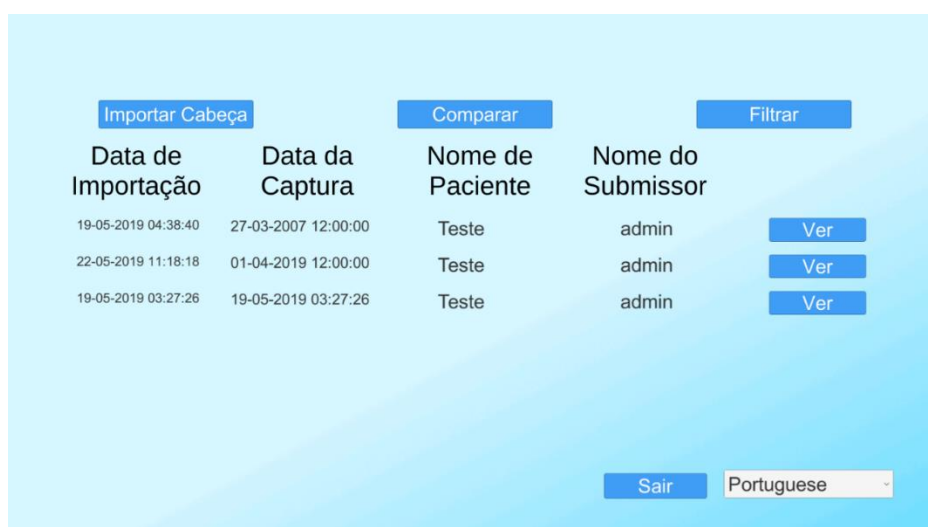 Importar Cabeça Comparar Filtrar
Data de Data da Nome de Nome do
Importação Captura Paciente Submissor
19-05-2019 04:38:40 27-03-2007 12:00:00 Teste admin Ver
22-05-2019 11:18:18 01-04-2019 12:00:00 Teste admin Ver
19-05-2019 03:27:26 19-05-2019 03:27:26 Teste admin Ver
Sair Portuguese